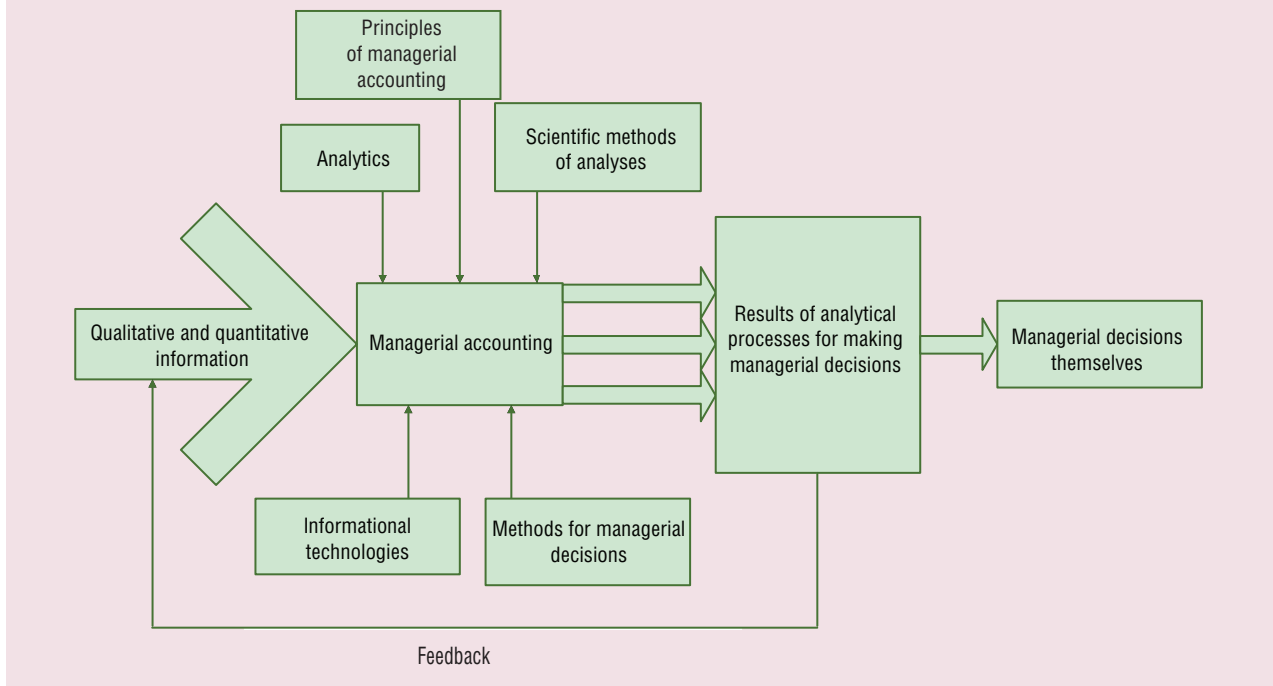 Principles
of managerial
accounting
Scientific methods
of analyses
Analytics
Qualitative and quantitative
information
Managerial accounting
Results of analytical
processes for making
managerial decisions
Managerial decisions
themselves
Informational
technologies
Methods for managerial
decisions
Feedback